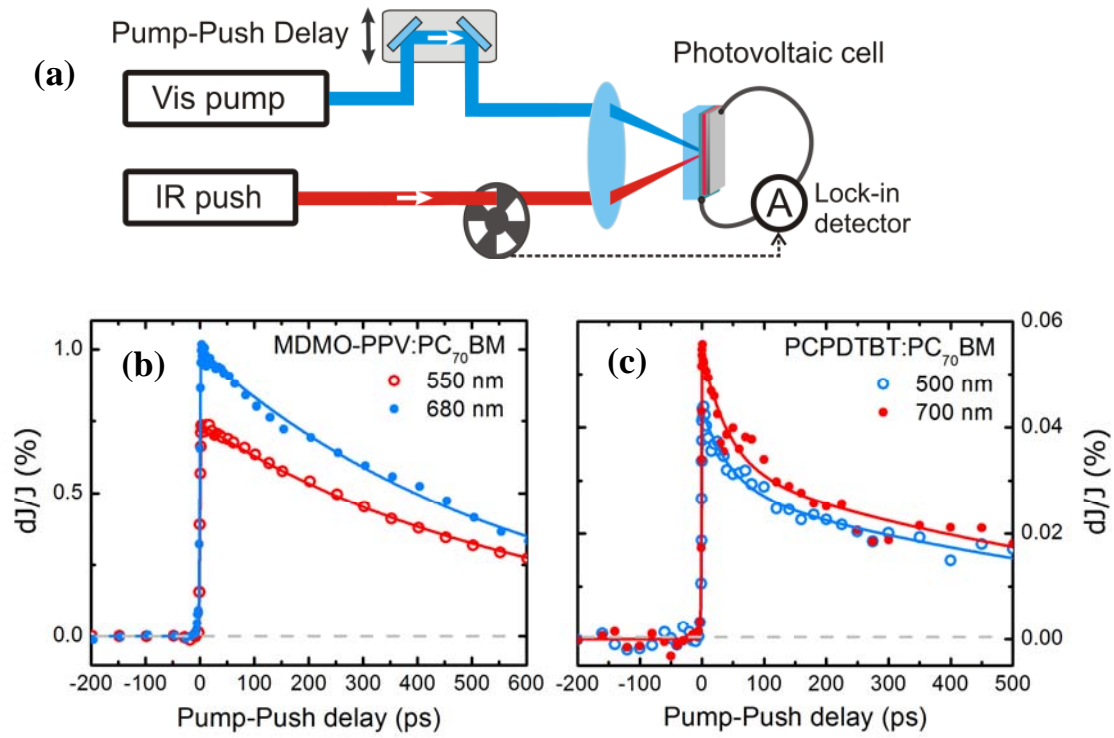 (a)
Pump-Push Delay
Vis pump
IR push
Photovoltaic cell
A
Lock-in
detector
(b)
MDMO-PPV:PC70BM
550 nm
680 nm
dJ/J (%)
1.0
0.5
0.0
-200 -100 0 100 200 300 400 500 600
Pump-Push delay (ps)
(c)
PCPDTBT:PC70BM
500 nm
700 nm
0.06
0.04
0.02
0.00
dJ/J (%)
-200 -100 0 100 200 300 400 500
Pump-Push delay (ps)